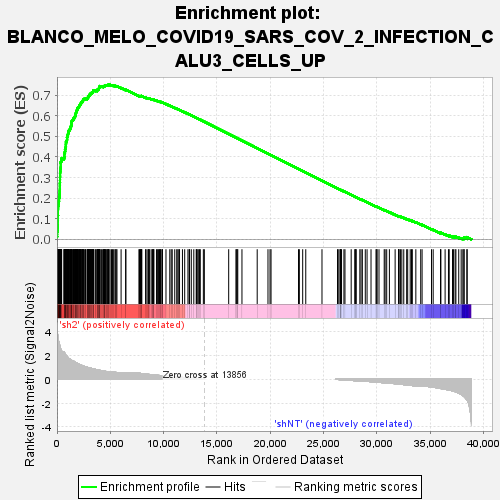 Enrichment plot:
BLANCO_MELO_COVID19_SARS_COV_2_INFECTION_C
ALU3_CELLS_UP
Enrichment score (ES)
0.7
0.6
0.5
0.4
0.3
0.2
0.1
0.0
'sh2' (positively correlated)
Ranked list metric (Signal2Noise)
4
2
0
-2
-4
Zero cross at 13856
'shNT' (negatively correlated)
0
5,000
10,000
15,000
20,000
25,000
30,000
35,000
40,000
Rank in Ordered Dataset
Enrichment profile
Hits
Ranking metric scores